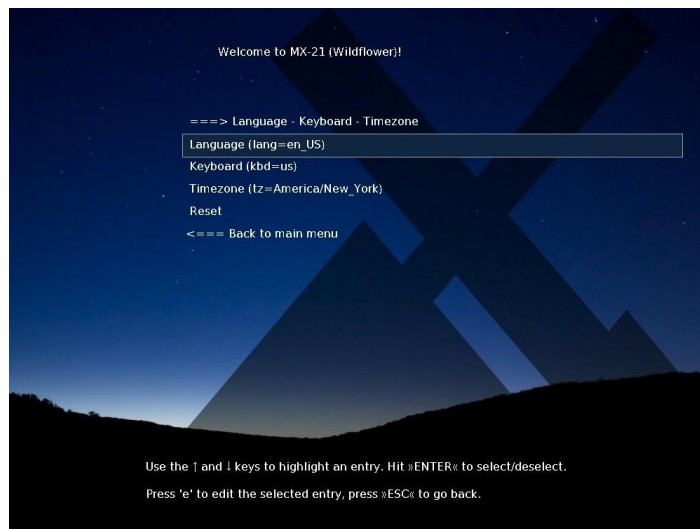 Welcome to MX-21 (Wildflower)!
===> Language - Keyboard - Timezone
Language (lang=en_US)
Keyboard (kbd=us)
Timezone (tz=America/New_York)
Reset
<=== Back to main menu
Use the ↑ and ↓ keys to highlight an entry. Hit »ENTER« to select/deselect.
Press 'e' to edit the selected entry, press »ESC« to go back.